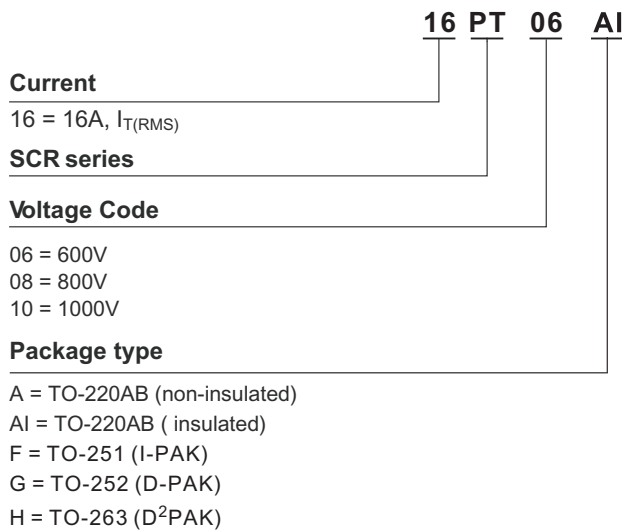 16 PT 06 AI
Current
16 = 16A, I_T(RMS)
SCR series
Voltage Code
06 = 600V
08 = 800V
10 = 1000V
Package type
A = TO-220AB (non-insulated)
AI = TO-220AB ( insulated)
F = TO-251 (I-PAK)
G = TO-252 (D-PAK)
H = TO-263 (D²PAK)